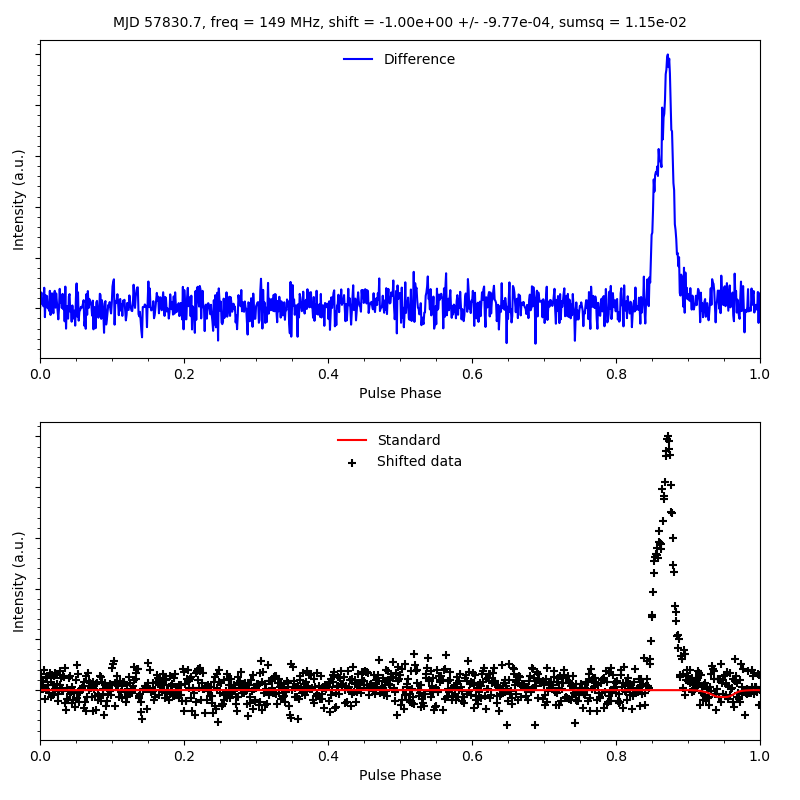 MJD 57830.7, freq = 149 MHz, shift = -1.00e+00 +/- -9.77e-04, sumsq = 1.15e-02
Difference
Intensity (a.u.)
0.0 0.2 0.4 0.6 0.8 1.0
Pulse Phase
Standard
Shifted data
Intensity (a.u.)
0.0 0.2 0.4 0.6 0.8 1.0
Pulse Phase